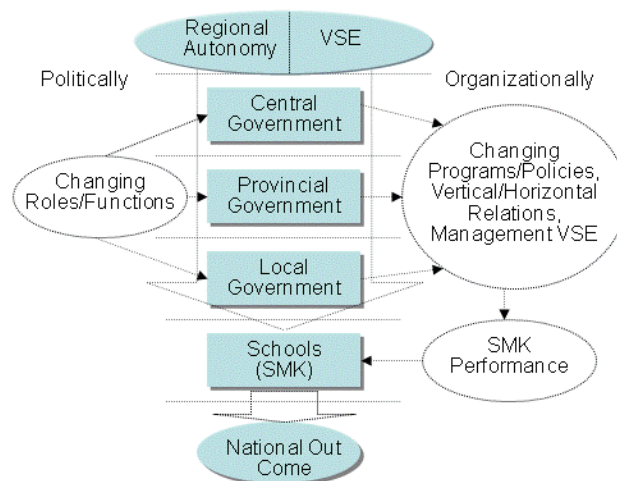 Regional
Autonomy
VSE
Politically
Organizationally
Central
Government
Changing
Roles/Functions
Provincial
Government
Changing
Programs/Policies,
Vertical/Horizontal
Relations,
Management VSE
Local
Government
Schools
(SMK)
SMK
Performance
National Out
Come